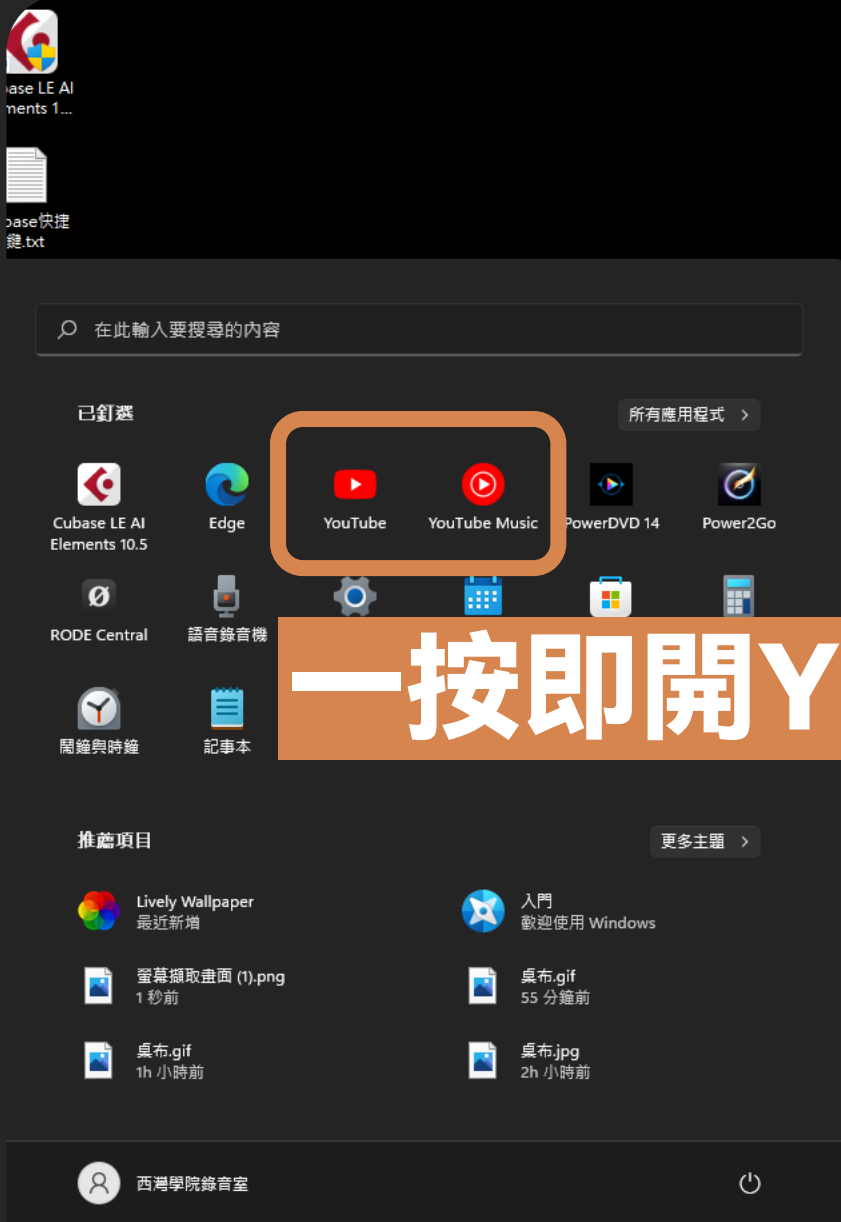 ase LE AI
ments 1...
base快捷
鍵.txt
在此輸入要搜尋的內容
已釘選
所有應用程式
Cubase LE AI
Elements 10.5
Edge
YouTube
YouTube Music
PowerDVD 14
Power2Go
RODE Central
語音錄音機
一按即開Y
鬧鐘與時鐘
記事本
推薦項目
更多主題
Lively Wallpaper
最近新增
入門
歡迎使用 Windows
螢幕擷取畫面 (1).png
1 秒前
桌布.gif
55 分鐘前
桌布.gif
1h 小時前
桌布.jpg
2h 小時前
西灣學院錄音室